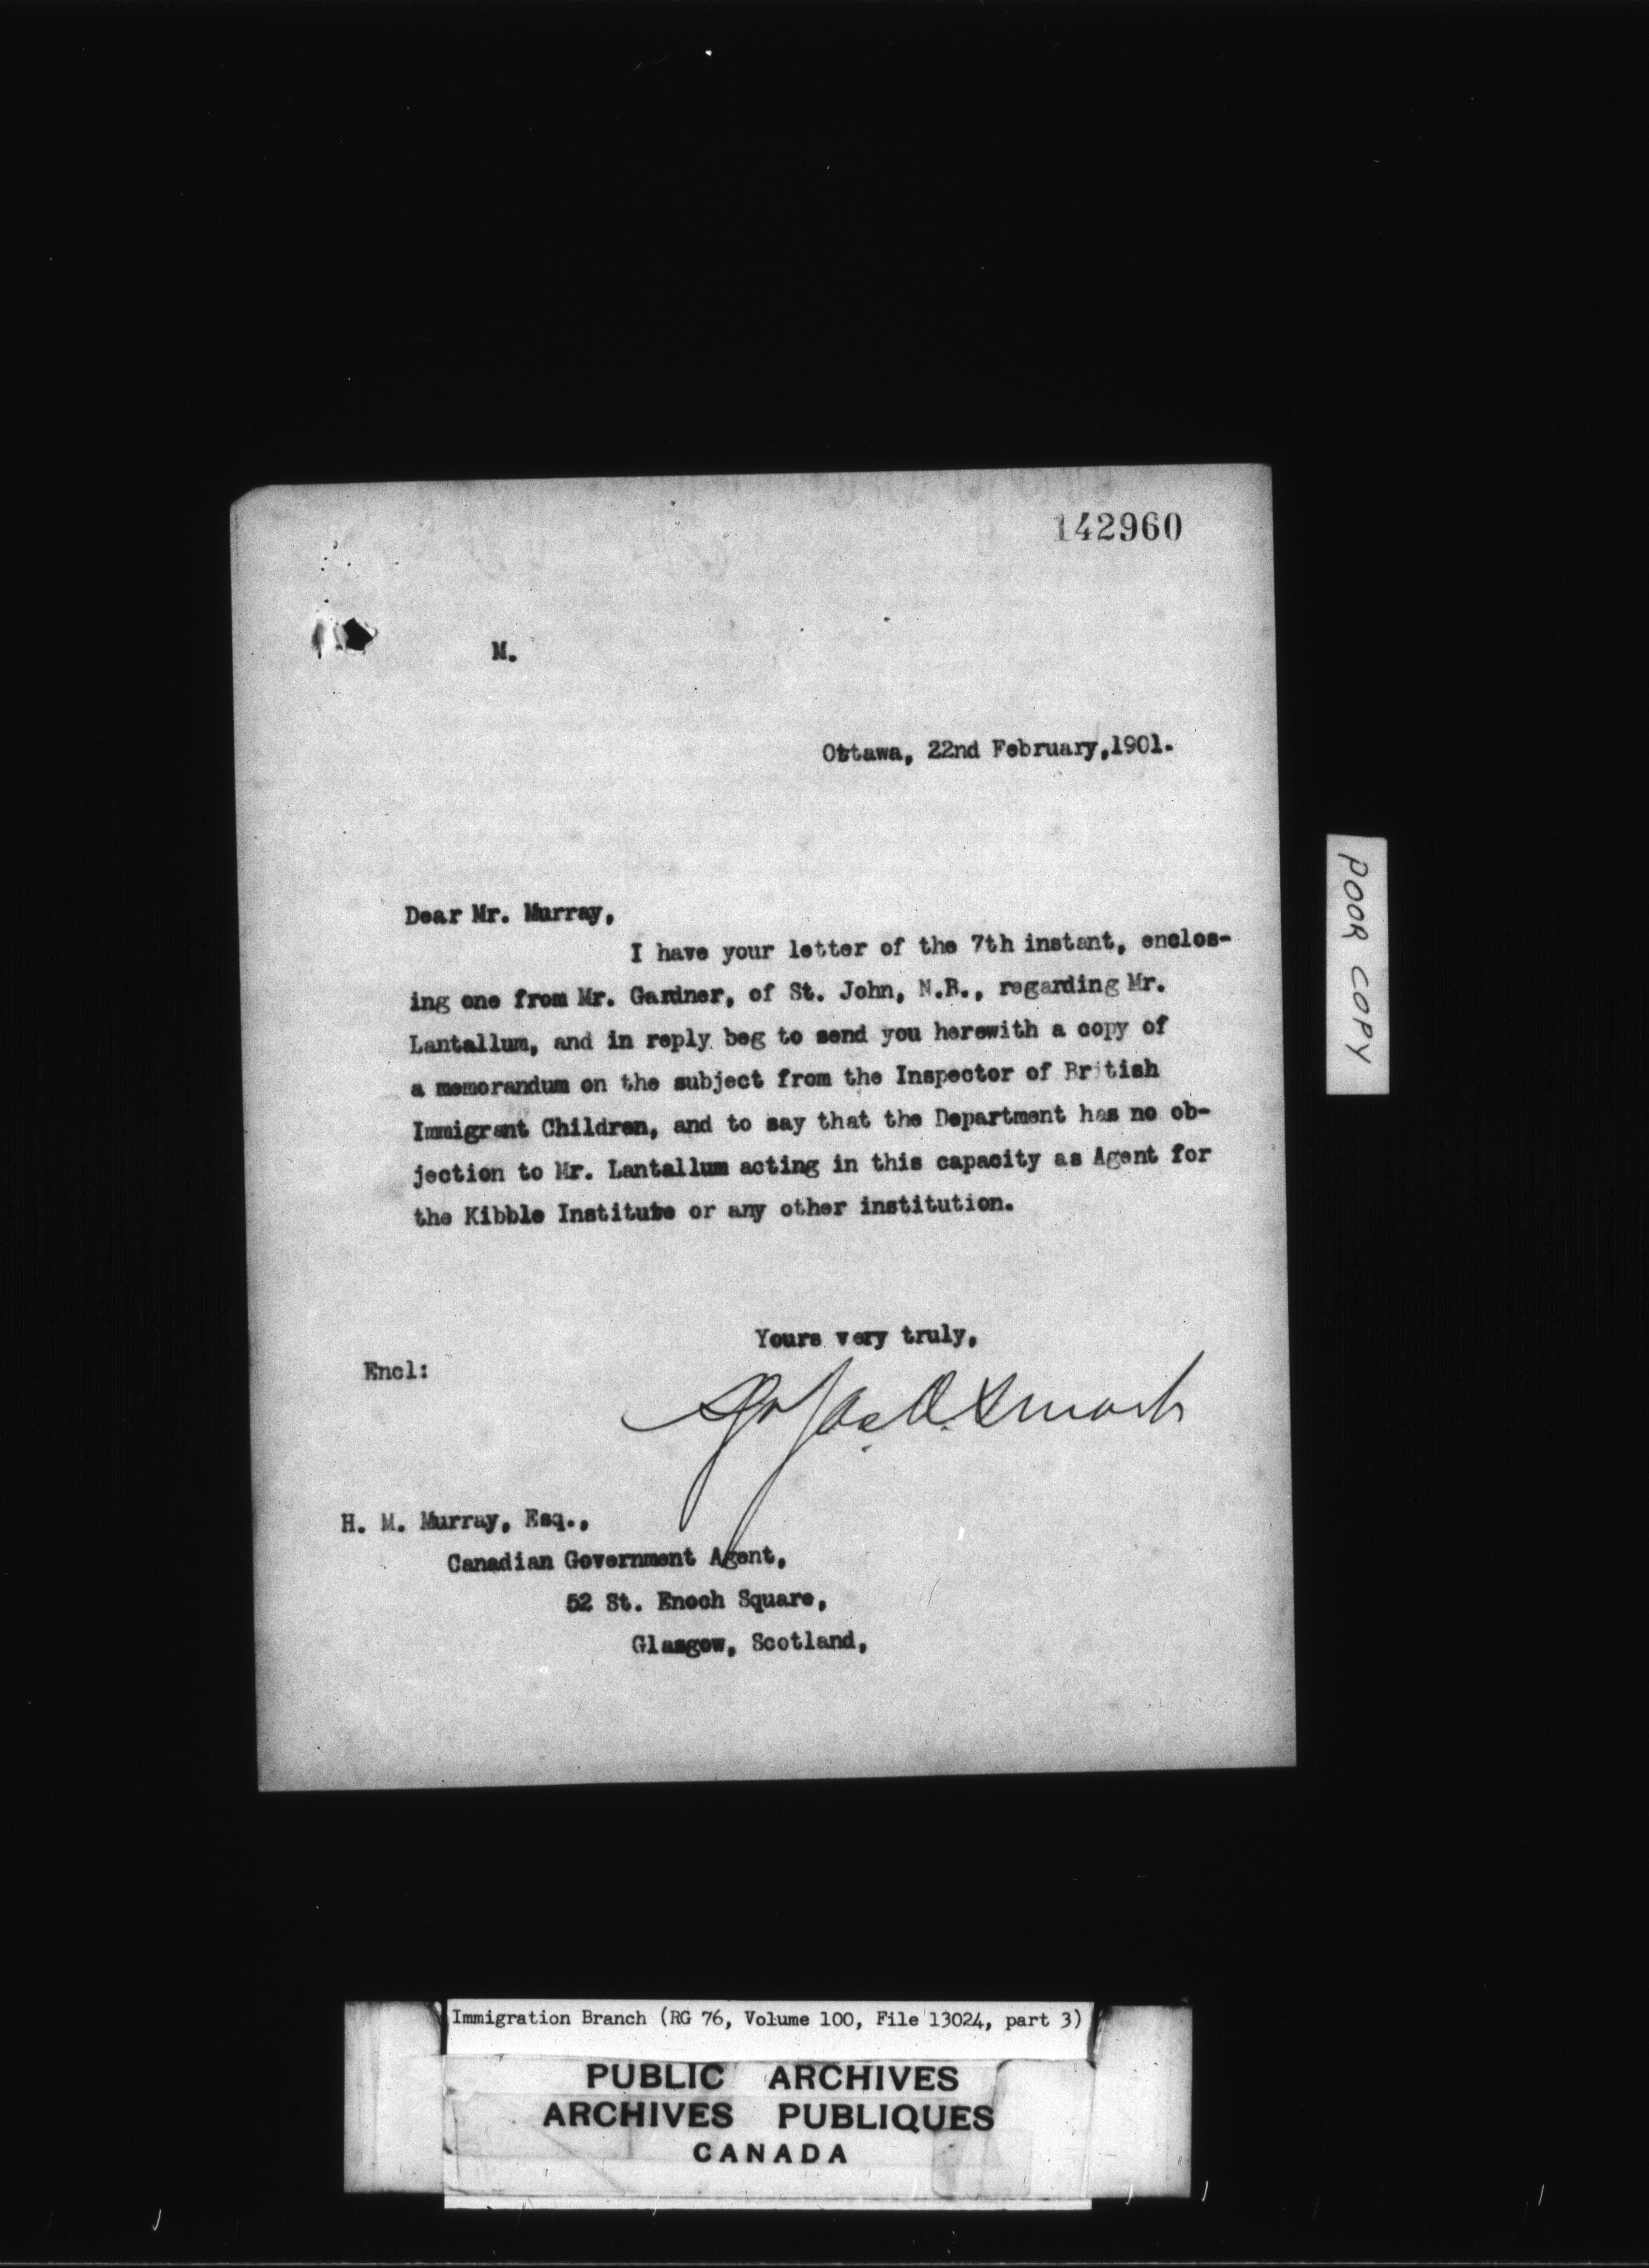 142960
M.
Ottawa, 22nd February, 1901.
Dear Mr. Murray,
I have your letter of the 7th instant, enclos-
ing one from Mr. Gardner, of St. John, N.B., regarding Mr.
Lantallum, and in reply beg to send you herewith a copy of
a memorandum on the subject from the Inspector of British
Immigrant Children, and to say that the Department has no ob-
jection to Mr. Lantallum acting in this capacity as Agent for
the Kibble Institute or any other institution.
Yours very truly,
Encl:
Jas. A. Smart
H. M. Murray, Esq.,
Canadian Government Agent,
52 St. Enoch Square,
Glasgow, Scotland,
POOR COPY
Immigration Branch (RG 76, Volume 100, File 13024, part 3)
PUBLIC ARCHIVES
ARCHIVES PUBLIQUES
CANADA